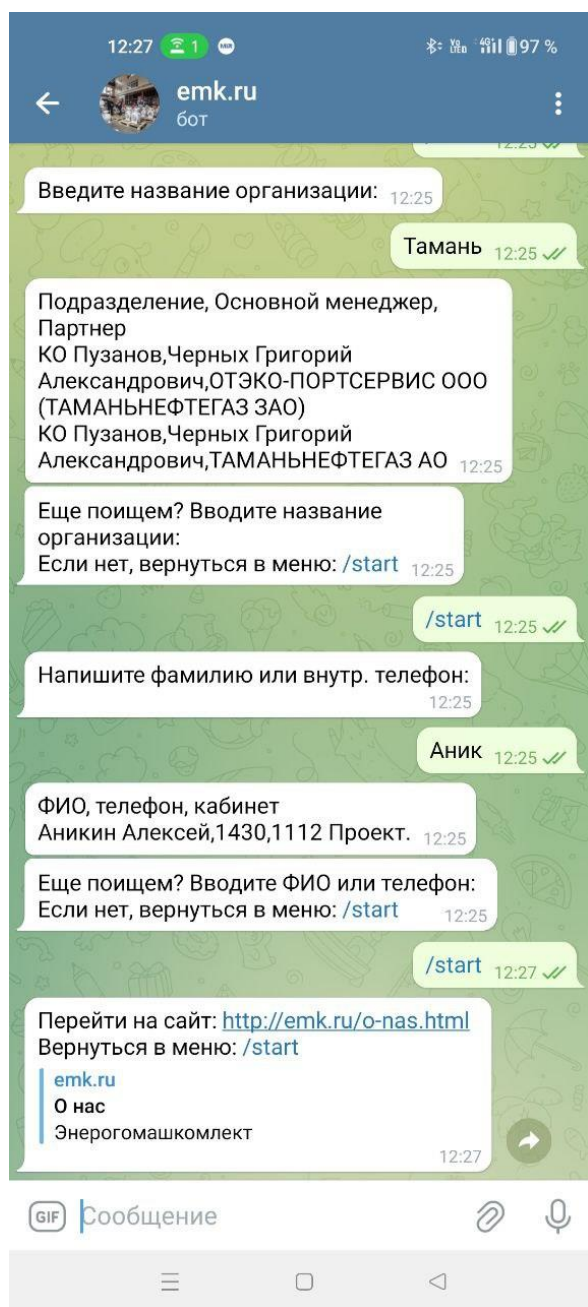 12:27 1 97 %
emk.ru
бот
Введите название организации: 12:25
Тамань 12:25
Подразделение, Основной менеджер,
Партнер
КО Пузанов,Черных Григорий
Александрович,ОТЭКО-ПОРТСЕРВИС ООО
(ТАМАНЬНЕФТЕГАЗ ЗАО)
КО Пузанов,Черных Григорий
Александрович,ТАМАНЬНЕФТЕГАЗ АО 12:25
Еще поищем? Вводите название
организации:
Если нет, вернуться в меню: /start 12:25
/start 12:25
Напишите фамилию или внутр. телефон:
12:25
Аник 12:25
ФИО, телефон, кабинет
Аникин Алексей,1430,1112 Проект. 12:25
Еще поищем? Вводите ФИО или телефон:
Если нет, вернуться в меню: /start 12:25
/start 12:27
Перейти на сайт: http://emk.ru/o-nas.html
Вернуться в меню: /start
emk.ru
О нас
Энерогомашкомлект
12:27
GIF Сообщение